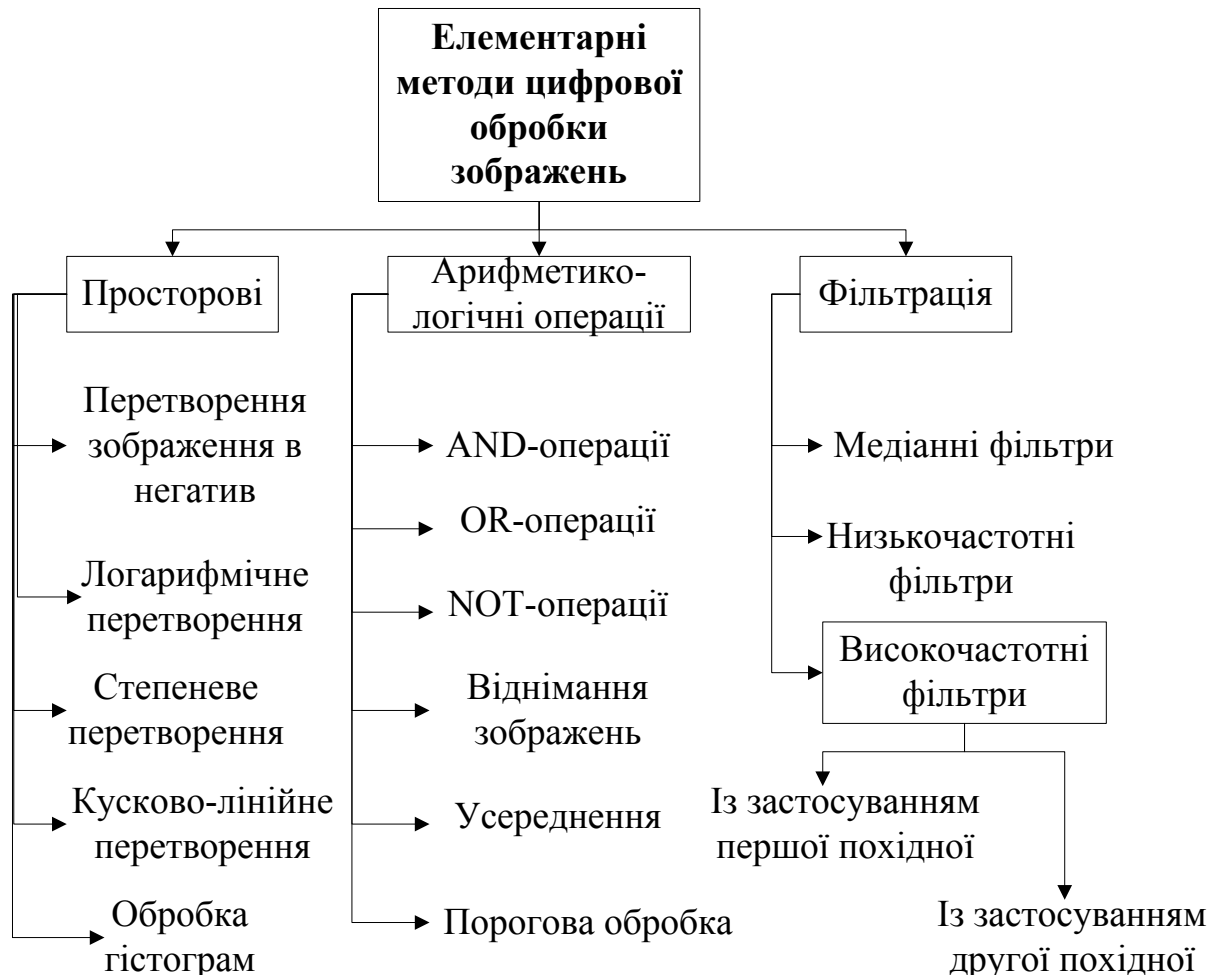 Елементарні
методи цифрової
обробки
зображень
Просторові
Перетворення
зображення в
негатив
Логарифмічне
перетворення
Степеневе
перетворення
Кусково-лінійне
перетворення
Обробка
гістограм
Арифметико-
логічні операції
AND-операції
OR-операції
NOT-операції
Віднімання
зображень
Усереднення
Порогова обробка
Фільтрація
Медіанні фільтри
Низькочастотні
фільтри
Високочастотні
фільтри
Із застосуванням
першої похідної
Із застосуванням
другої похідної